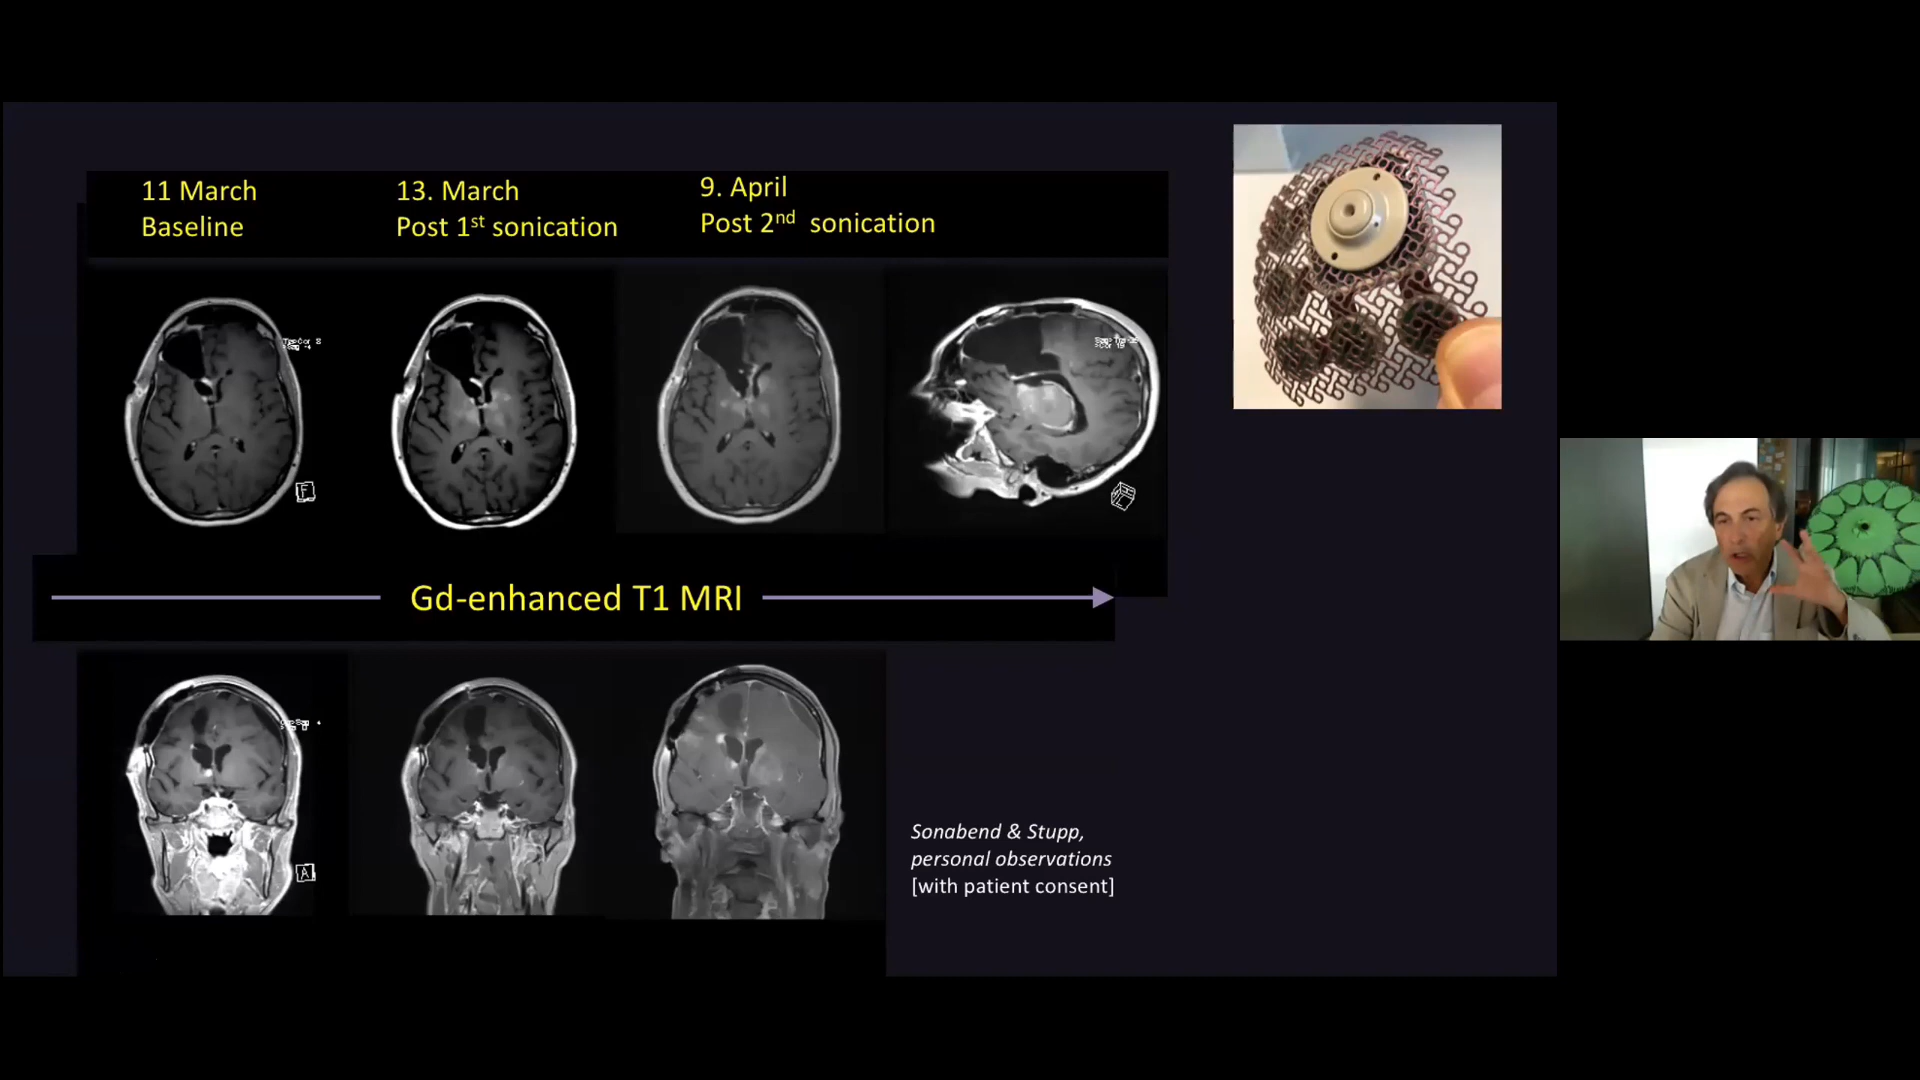 11 March
Baseline
13. March
Post 1st sonication
9. April
Post 2nd sonication
F
Gd-enhanced T1 MRI
A
Sonabend & Stupp,
personal observations
[with patient consent]